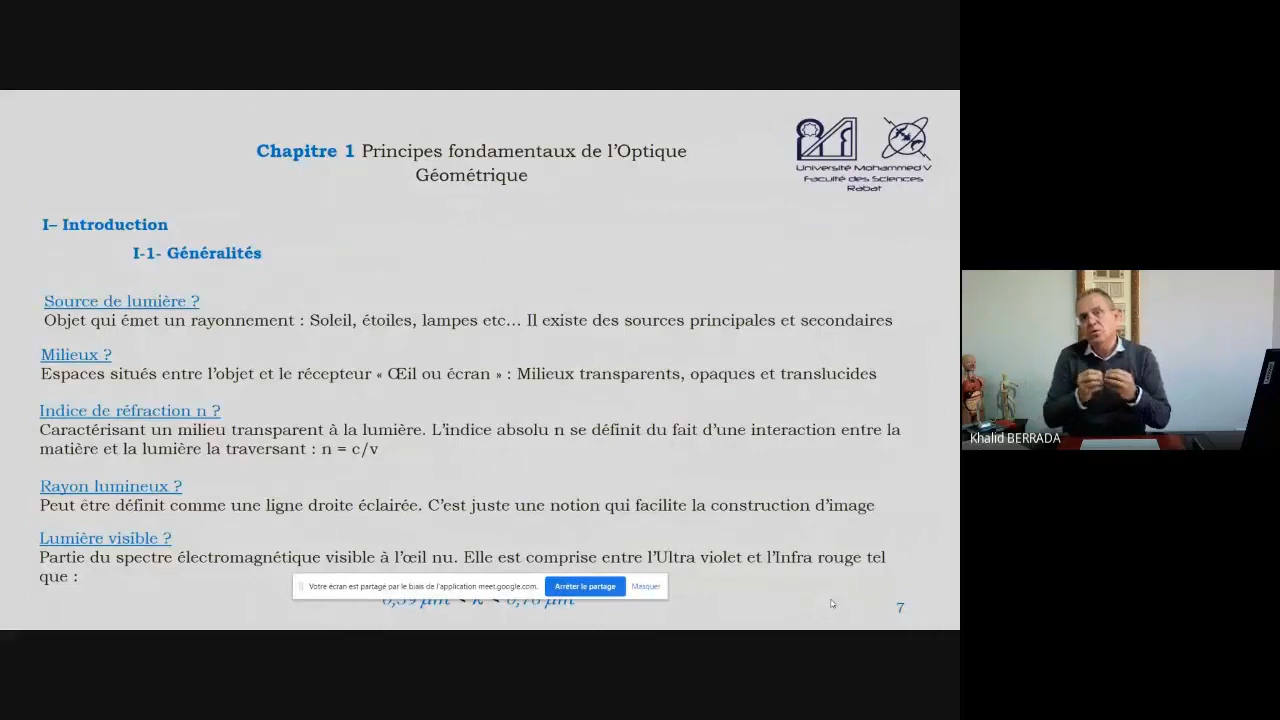 Chapitre 1 Principes fondamentaux de l'Optique
Géométrique
Université Mohammed V
Faculté des Sciences
Rabat
I– Introduction
I-1- Généralités
Source de lumière ?
Objet qui émet un rayonnement : Soleil, étoiles, lampes etc… Il existe des sources principales et secondaires
Milieux ?
Espaces situés entre l'objet et le récepteur « Œil ou écran » : Milieux transparents, opaques et translucides
Indice de réfraction n ?
Caractérisant un milieu transparent à la lumière. L'indice absolu n se définit du fait d'une interaction entre la
matière et la lumière la traversant : n = c/v
Rayon lumineux ?
Peut être définit comme une ligne droite éclairée. C'est juste une notion qui facilite la construction d'image
Lumière visible ?
Partie du spectre électromagnétique visible à l'œil nu. Elle est comprise entre l'Ultra violet et l'Infra rouge tel
que :
Votre écran est partagé par le biais de l'application meet.google.com. Arrêter le partage Masquer
7
Khalid BERRADA